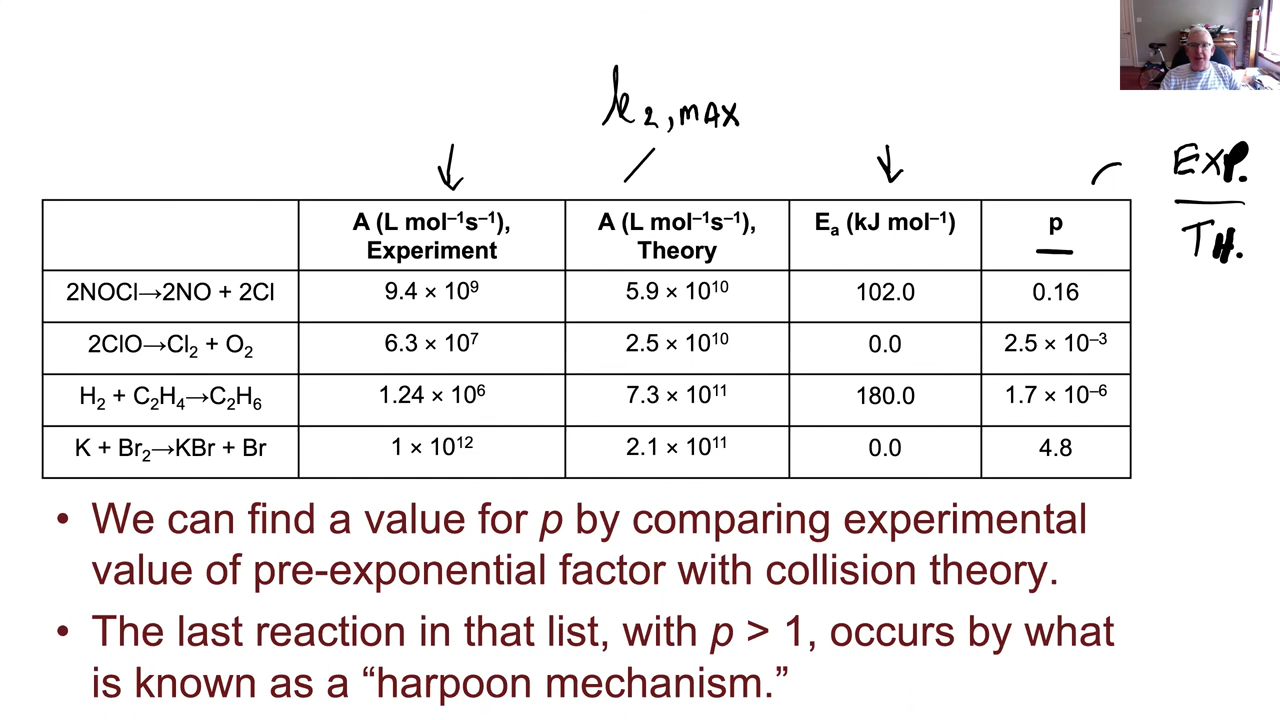 k₂,MAX
EXP.
TH.
A (L mol⁻¹s⁻¹), Experiment
A (L mol⁻¹s⁻¹), Theory
Eₐ (kJ mol⁻¹)
p
2NOCl→2NO + 2Cl 9.4 × 10⁹ 5.9 × 10¹⁰ 102.0 0.16
2ClO→Cl₂ + O₂ 6.3 × 10⁷ 2.5 × 10¹⁰ 0.0 2.5 × 10⁻³
H₂ + C₂H₄→C₂H₆ 1.24 × 10⁶ 7.3 × 10¹¹ 180.0 1.7 × 10⁻⁶
K + Br₂→KBr + Br 1 × 10¹² 2.1 × 10¹¹ 0.0 4.8
• We can find a value for p by comparing experimental
value of pre-exponential factor with collision theory.
• The last reaction in that list, with p > 1, occurs by what
is known as a “harpoon mechanism.”